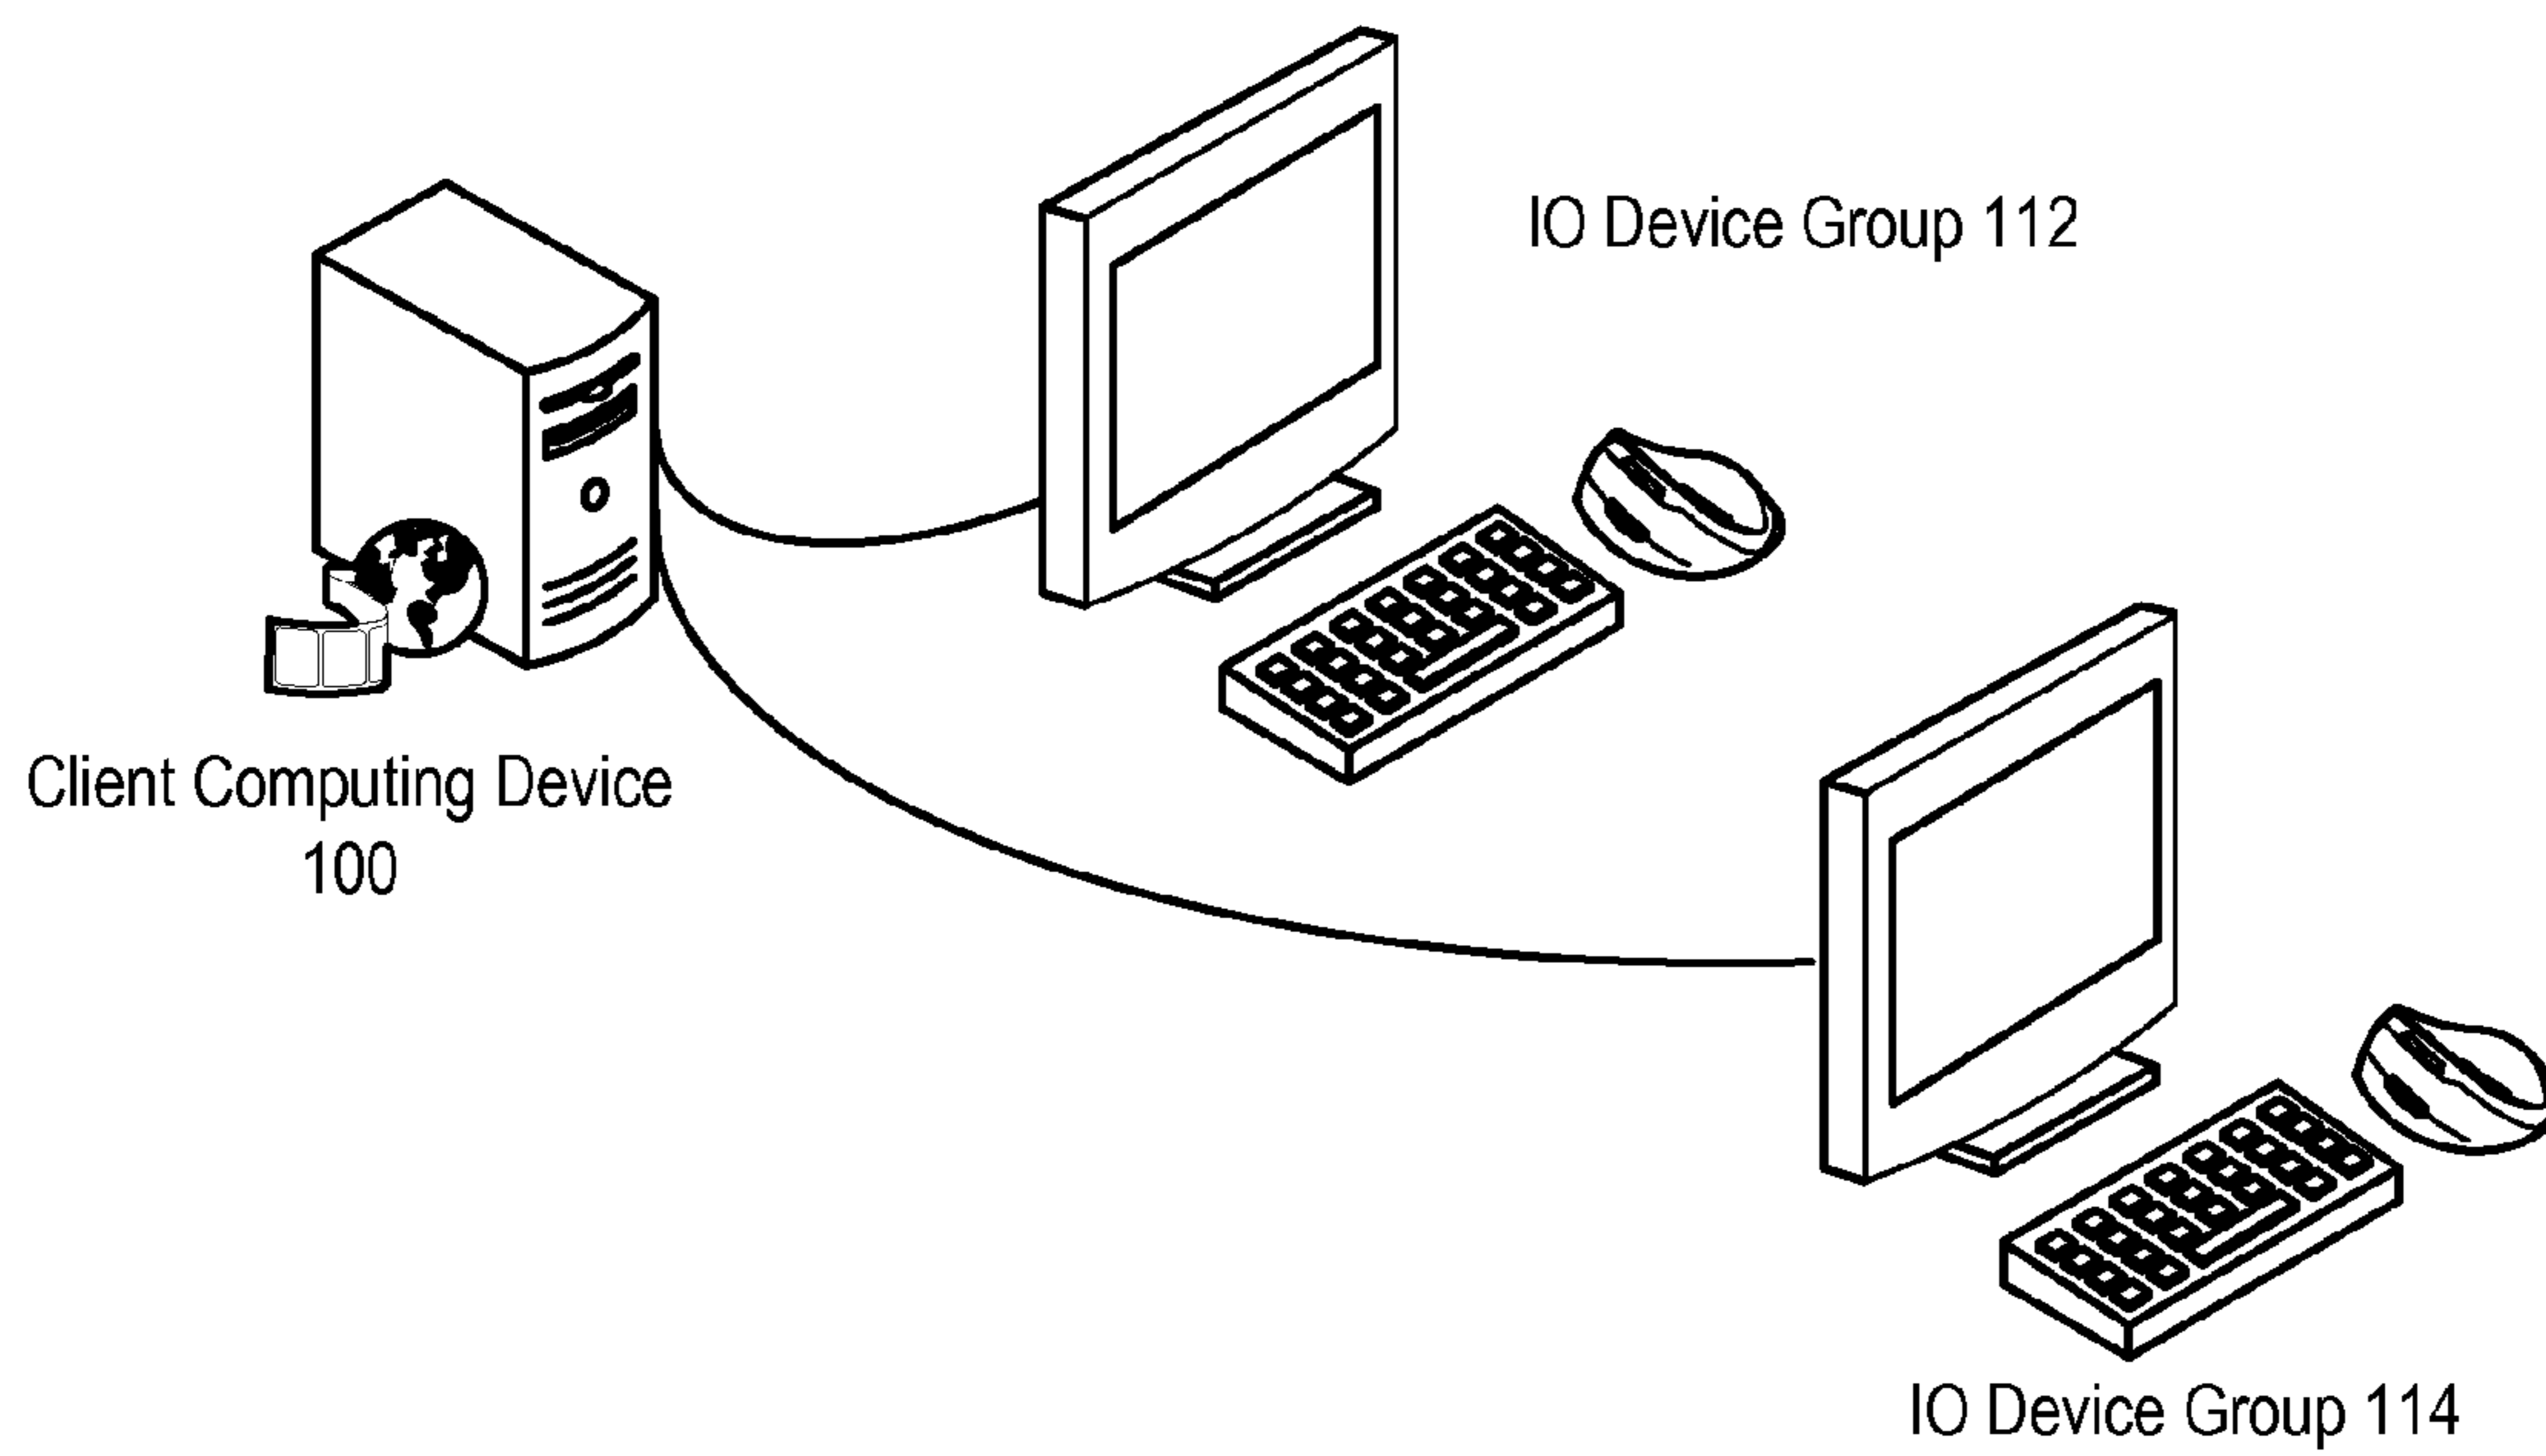 IO Device Group 112
Client Computing Device
100
IO Device Group 114